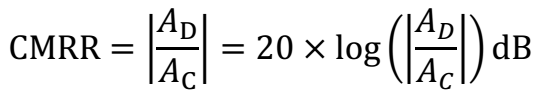 CMRR = |A_D/A_C| = 20 × log(|A_D/A_C|) dB